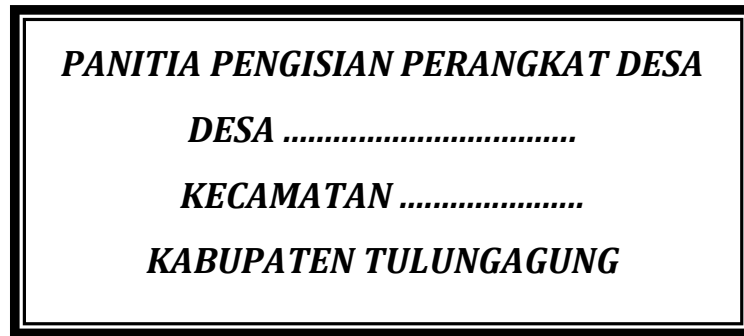 PANITIA PENGISIAN PERANGKAT DESA
DESA ...................................
KECAMATAN ......................
KABUPATEN TULUNGAGUNG